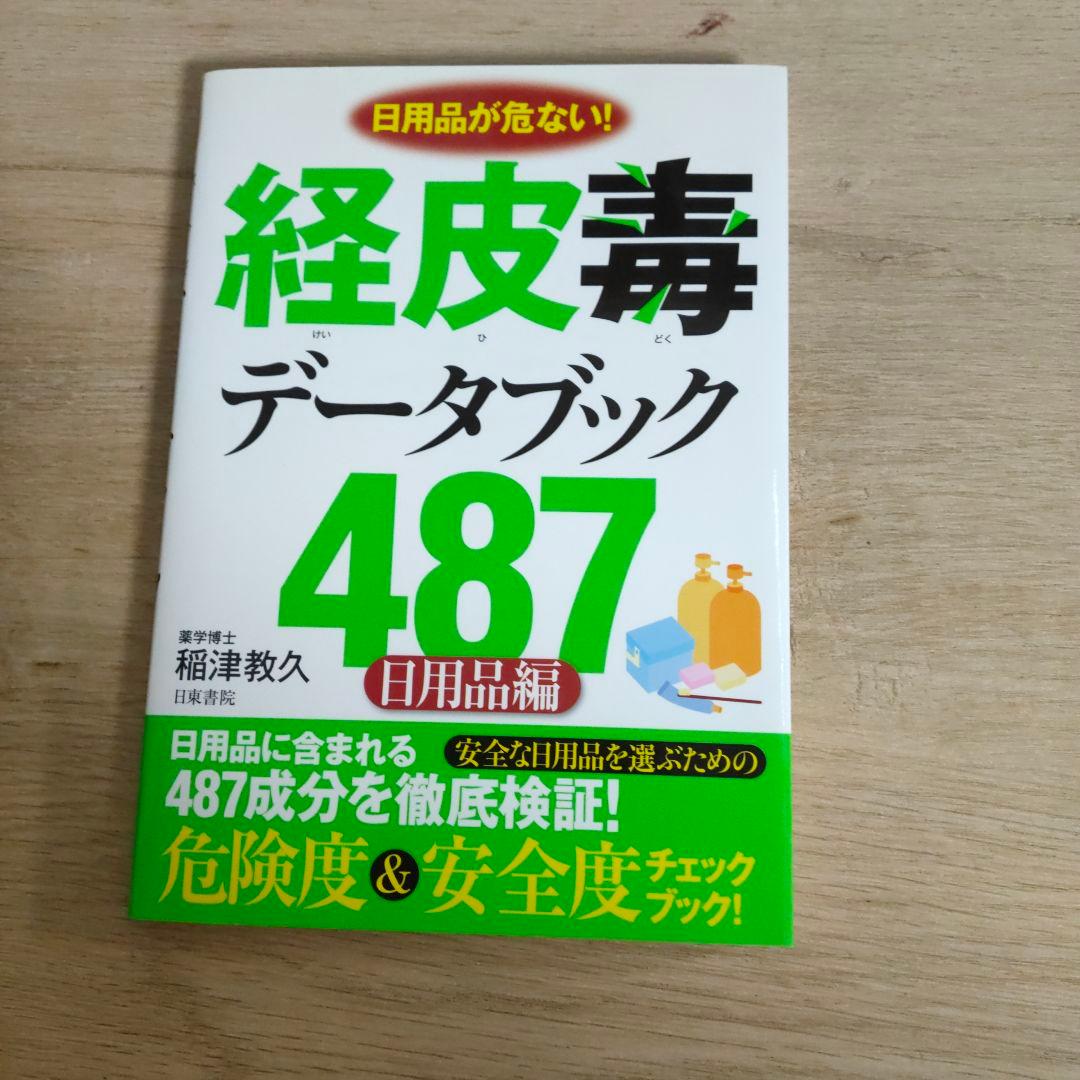 日用品が危ない!
経皮毒
けい ひ どく
データブック
487
日用品編
薬学博士
稲津教久
日東書院
日用品に含まれる
安全な日用品を選ぶための
487成分を徹底検証!
危険度&安全度チェックブック!